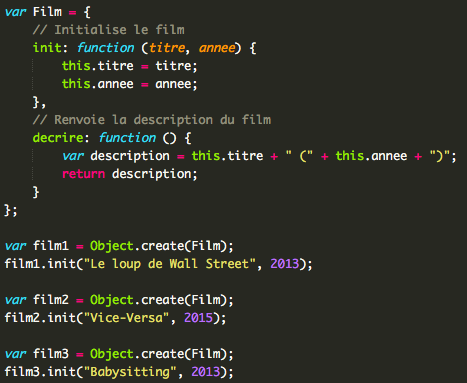 var Film = {
    // Initialise le film
    init: function (titre, annee) {
        this.titre = titre;
        this.annee = annee;
    },
    // Renvoie la description du film
    decrire: function () {
        var description = this.titre + " (" + this.annee + ")";
        return description;
    }
};

var film1 = Object.create(Film);
film1.init("Le loup de Wall Street", 2013);

var film2 = Object.create(Film);
film2.init("Vice-Versa", 2015);

var film3 = Object.create(Film);
film3.init("Babysitting", 2013);